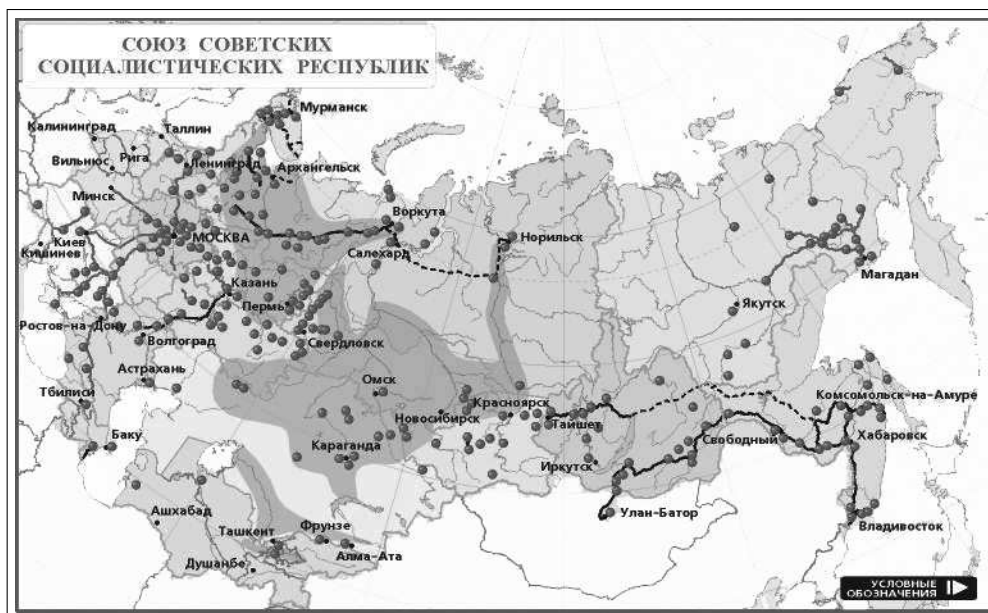 СОЮЗ СОВЕТСКИХ
СОЦИАЛИСТИЧЕСКИХ РЕСПУБЛИК
Мурманск
Калининград
Таллин
Вильнюс
Рига
Ленинград
Архангельск
Минск
Воркута
Киев
МОСКВА
Норильск
Кишинев
Салехард
Магадан
Казань
Пермь
Якутск
Ростов-на-Дону
Волгоград
Свердловск
Астрахань
Омск
Тбилиси
Новосибирск
Красноярск
Комсомольск-на-Амуре
Тайшет
Баку
Караганда
Свободный
Хабаровск
Иркутск
Ашхабад
Улан-Батор
Ташкент
Фрунзе
Владивосток
Душанбе
Алма-Ата
УСЛОВНЫЕ
ОБОЗНАЧЕНИЯ